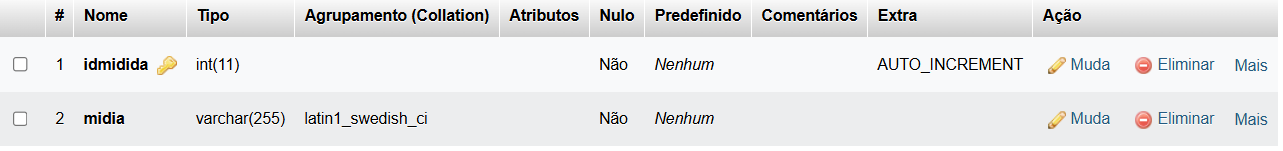 # Nome Tipo Agrupamento (Collation) Atributos Nulo Predefinido Comentários Extra Ação
1 idmidida int(11) Não Nenhum AUTO_INCREMENT Muda Eliminar Mais
2 midia varchar(255) latin1_swedish_ci Não Nenhum Muda Eliminar Mais